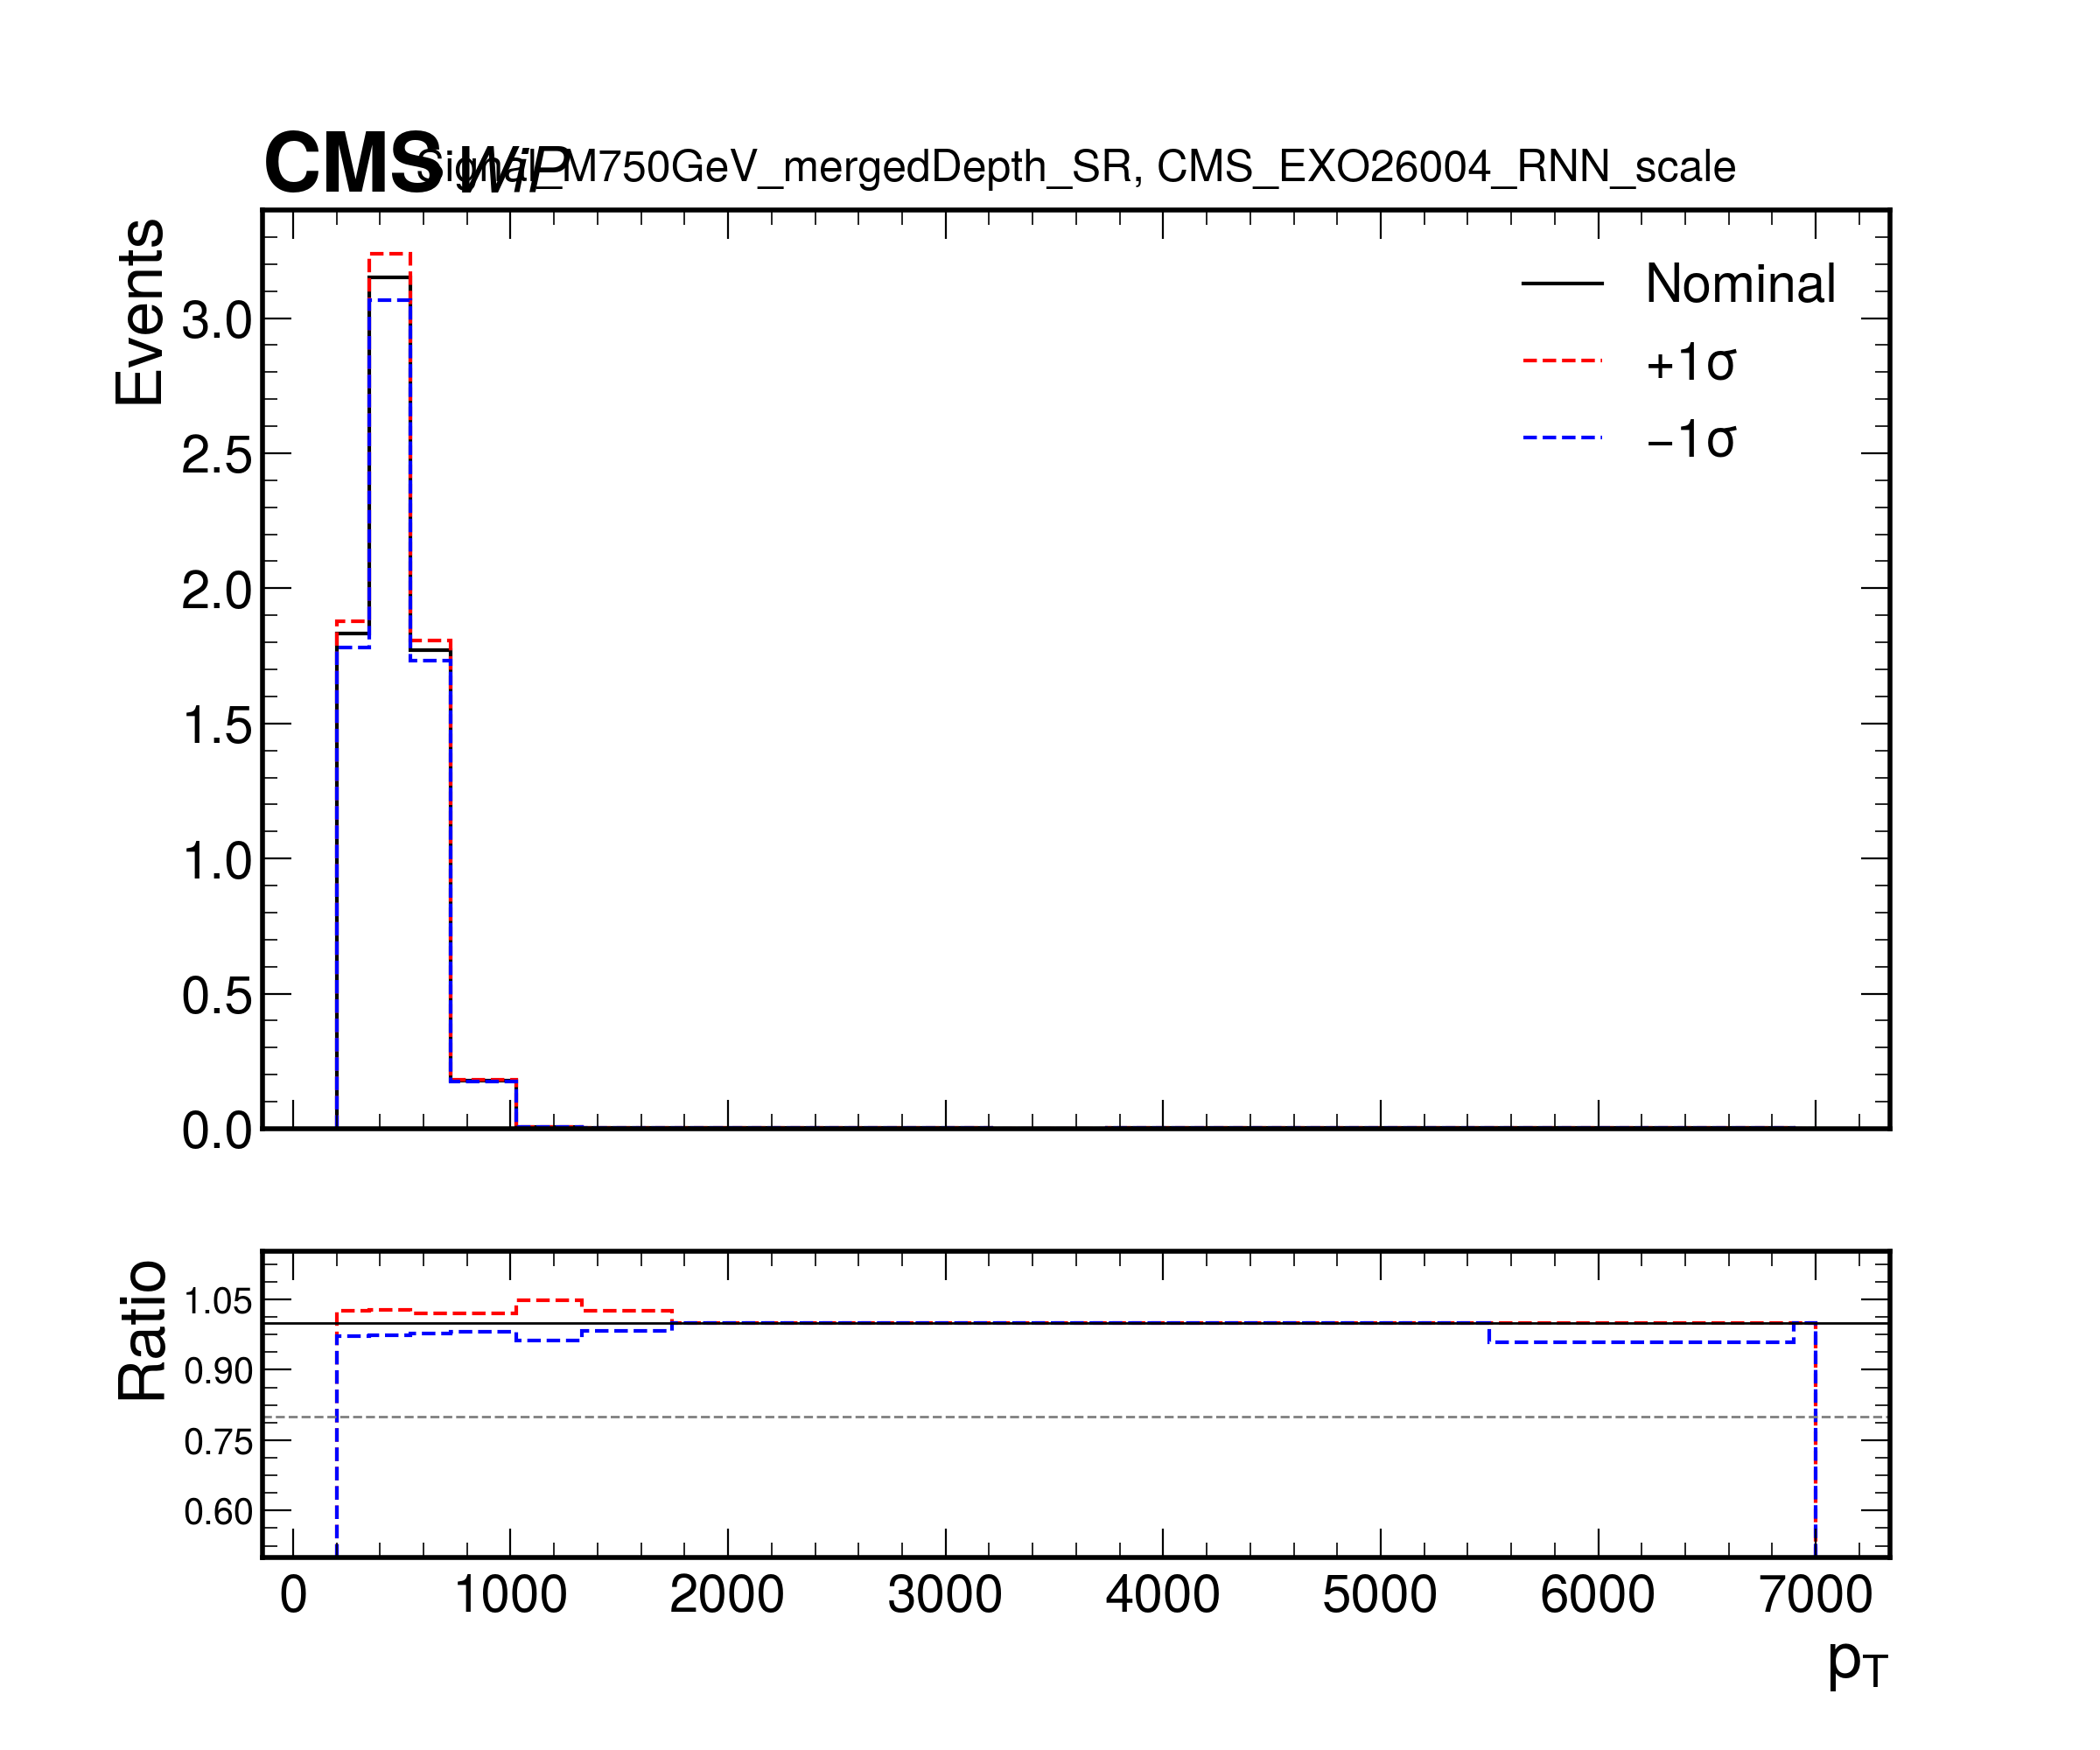 CMS WiP Signal_M750GeV_mergedDepth_SR, CMS_EXO26004_RNN_scale
Events
3.0
2.5
2.0
1.5
1.0
0.5
0.0
Nominal
+1σ
−1σ
Ratio
1.05
0.90
0.75
0.60
0 1000 2000 3000 4000 5000 6000 7000
pT